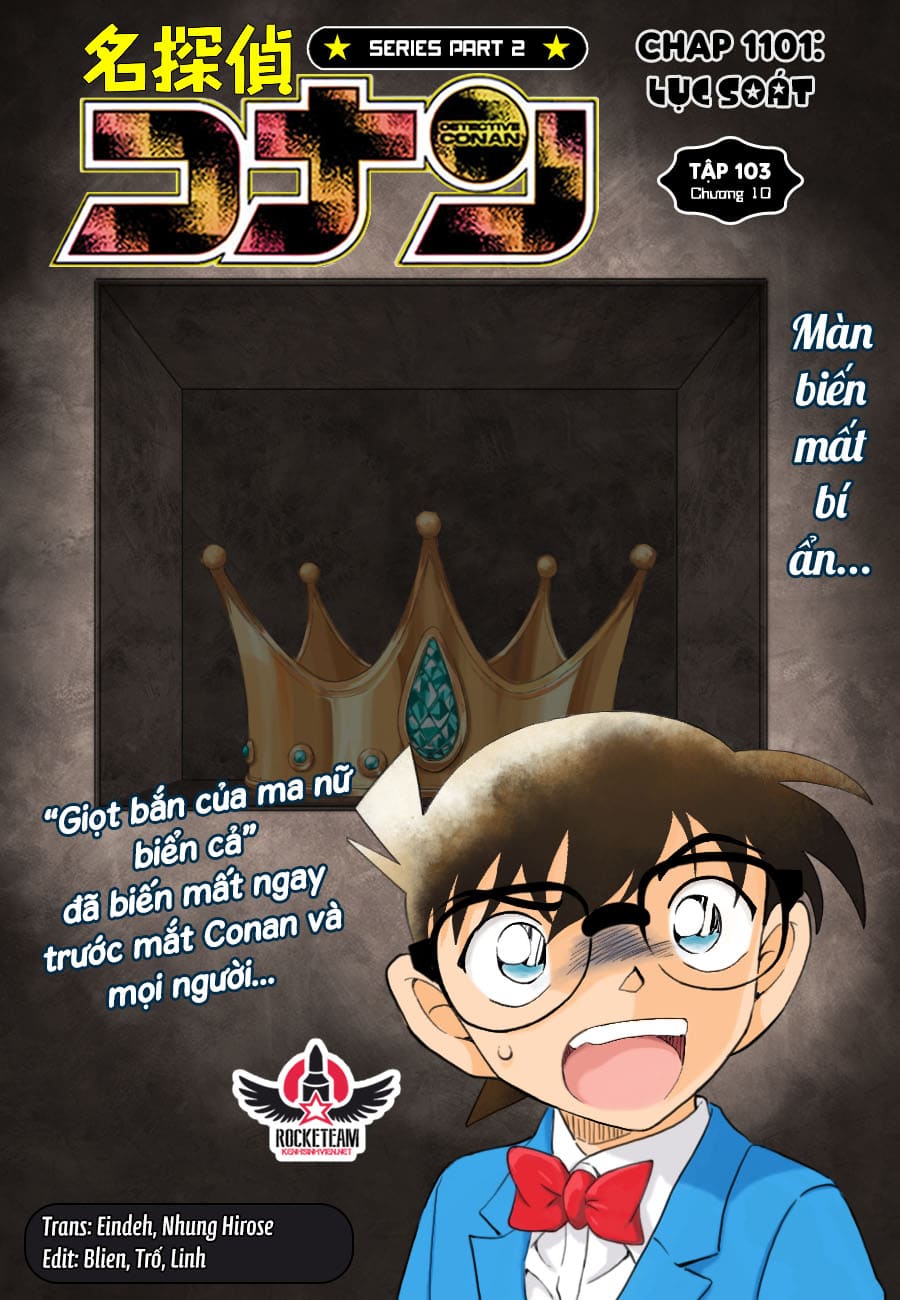 名探偵
★ SERIES PART 2 ★
CHAP 1101:
LỤC SOÁT
コナン
DETECTIVE
CONAN
TẬP 103
Chương 10
Màn
biến
mất
bí
ẩn...
“Giọt bắn của ma nữ
biển cả”
đã biến mất ngay
trước mắt Conan và
mọi người...
ROCKETEAM
KENHSINHVIEN.NET
Trans: Eindeh, Nhung Hirose
Edit: Blien, Trố, Linh